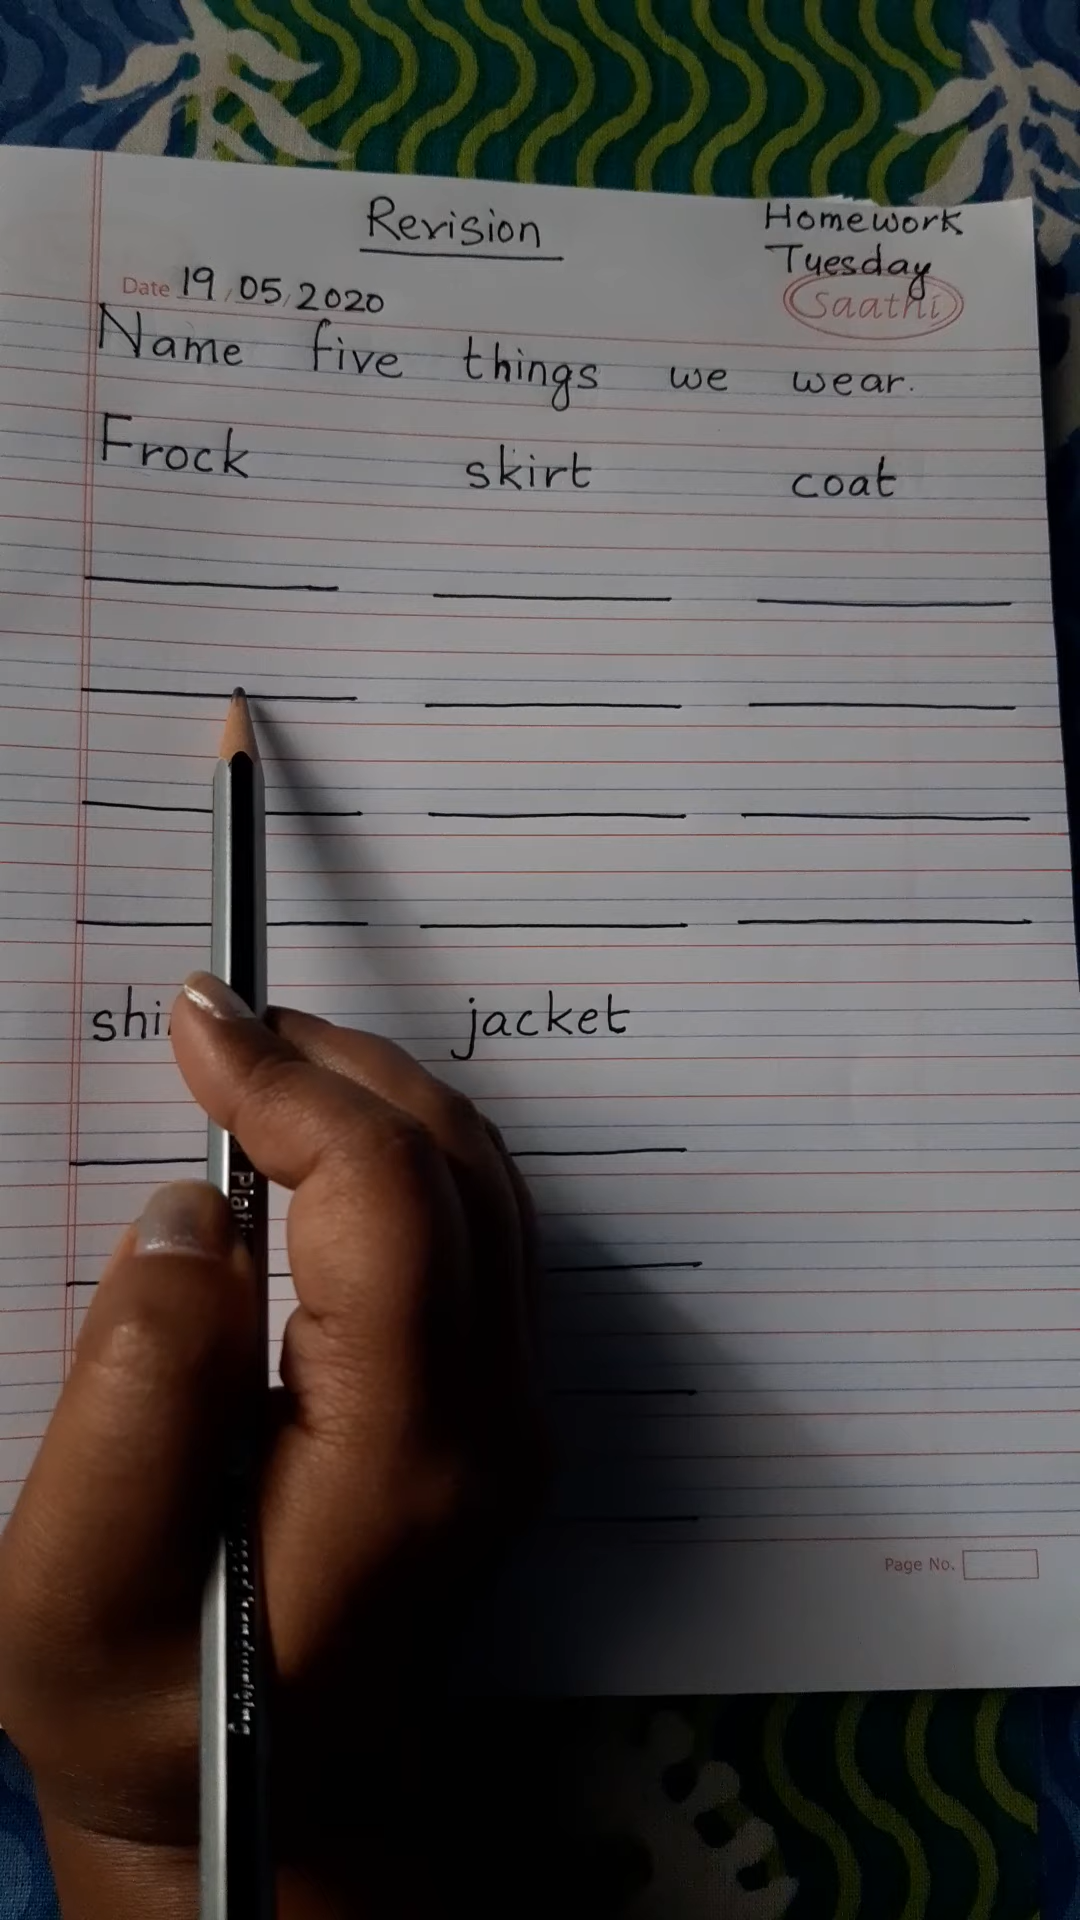 Revision
Homework
Tuesday
Saathi
Date 19/05/2020
Name five things we wear.
Frock skirt coat
jacket
Page No.